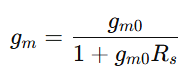 g_m = \frac{g_{m0}}{1 + g_{m0}R_s}